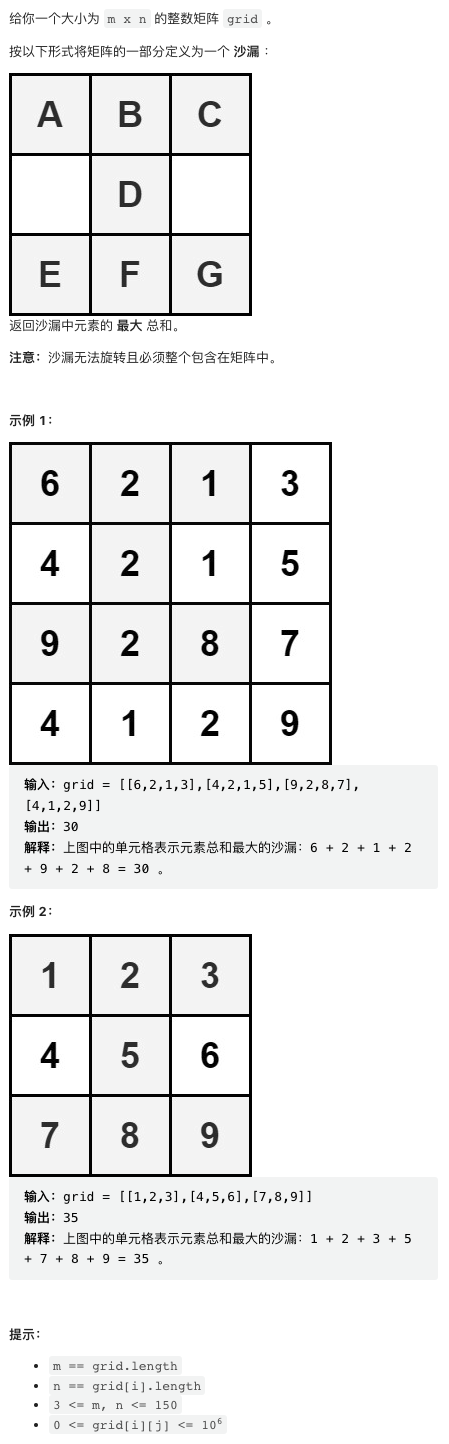 给你一个大小为 m x n 的整数矩阵 grid 。
按以下形式将矩阵的一部分定义为一个 沙漏 ：
A B C
D
E F G
返回沙漏中元素的 最大 总和。
注意：沙漏无法旋转且必须整个包含在矩阵中。
示例 1：
6 2 1 3
4 2 1 5
9 2 8 7
4 1 2 9
输入：grid = [[6,2,1,3],[4,2,1,5],[9,2,8,7],
[4,1,2,9]]
输出：30
解释：上图中的单元格表示元素总和最大的沙漏：6 + 2 + 1 + 2
+ 9 + 2 + 8 = 30 。
示例 2：
1 2 3
4 5 6
7 8 9
输入：grid = [[1,2,3],[4,5,6],[7,8,9]]
输出：35
解释：上图中的单元格表示元素总和最大的沙漏：1 + 2 + 3 + 5
+ 7 + 8 + 9 = 35 。
提示：
• m == grid.length
• n == grid[i].length
• 3 <= m, n <= 150
• 0 <= grid[i][j] <= 10⁶